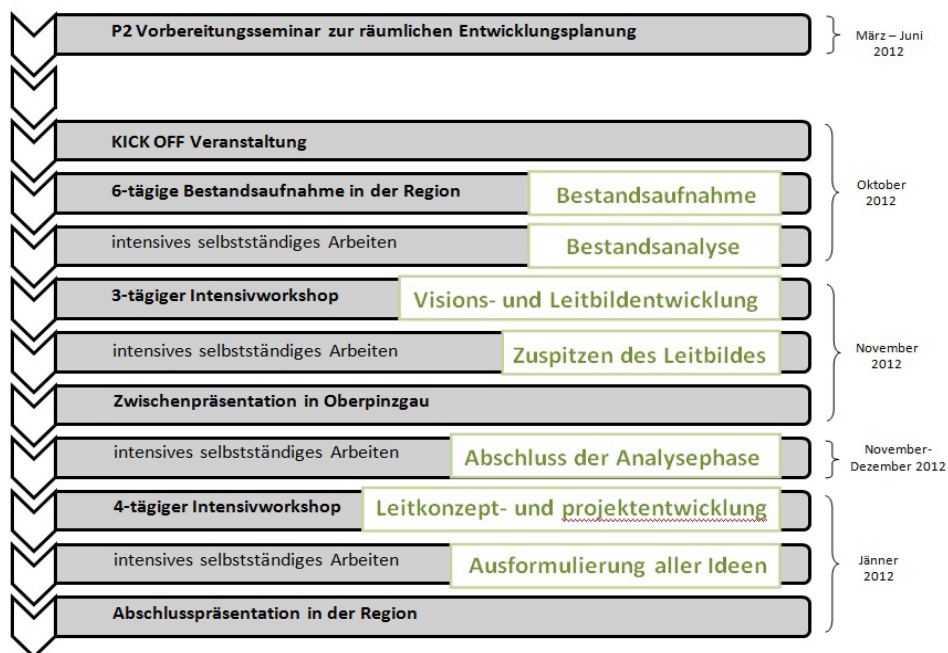 P2 Vorbereitungsseminar zur räumlichen Entwicklungsplanung
März – Juni
2012
KICK OFF Veranstaltung
6-tägige Bestandsaufnahme in der Region
Bestandsaufnahme
Oktober
2012
intensives selbstständiges Arbeiten
Bestandsanalyse
3-tägiger Intensivworkshop
Visions- und Leitbildentwicklung
intensives selbstständiges Arbeiten
Zuspitzen des Leitbildes
November
2012
Zwischenpräsentation in Oberpinzgau
intensives selbstständiges Arbeiten
Abschluss der Analysephase
November-
Dezember 2012
4-tägiger Intensivworkshop
Leitkonzept- und projektentwicklung
intensives selbstständiges Arbeiten
Ausformulierung aller Ideen
Jänner
2012
Abschlusspräsentation in der Region